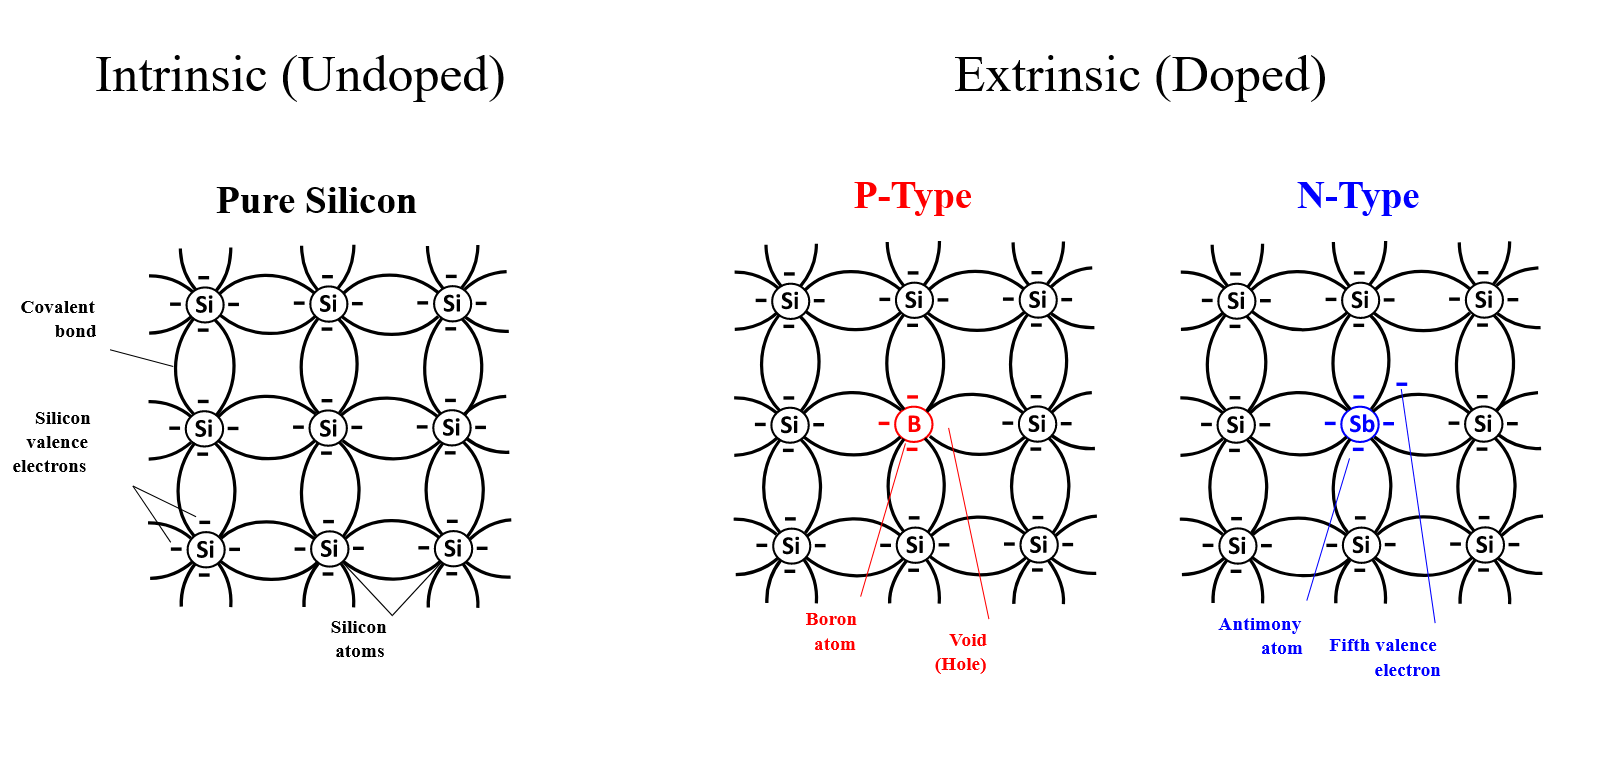 Intrinsic (Undoped)
Extrinsic (Doped)
Pure Silicon
P-Type
N-Type
Covalent
bond
Silicon
valence
electrons
Si Si Si
Si Si Si
Si Si Si
Silicon
atoms
Si Si Si
Si B Si
Si Si Si
Boron
atom
Void
(Hole)
Si Si Si
Si Sb Si
Si Si Si
Antimony
atom
Fifth valence
electron